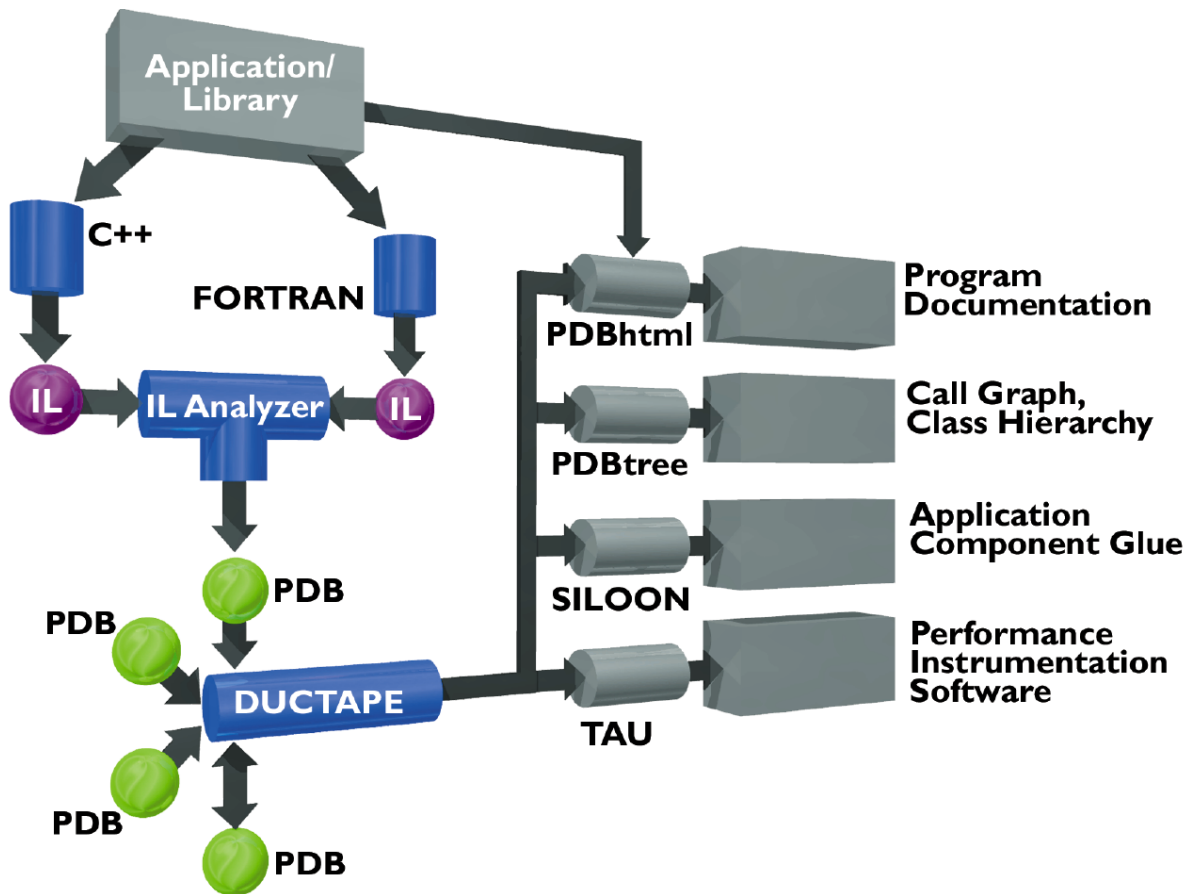 Application/
Library
C++
FORTRAN
IL
IL Analyzer
IL
PDB
PDB
DUCTAPE
PDB
PDB
PDBhtml
Program
Documentation
PDBtree
Call Graph,
Class Hierarchy
SILOON
Application
Component Glue
TAU
Performance
Instrumentation
Software